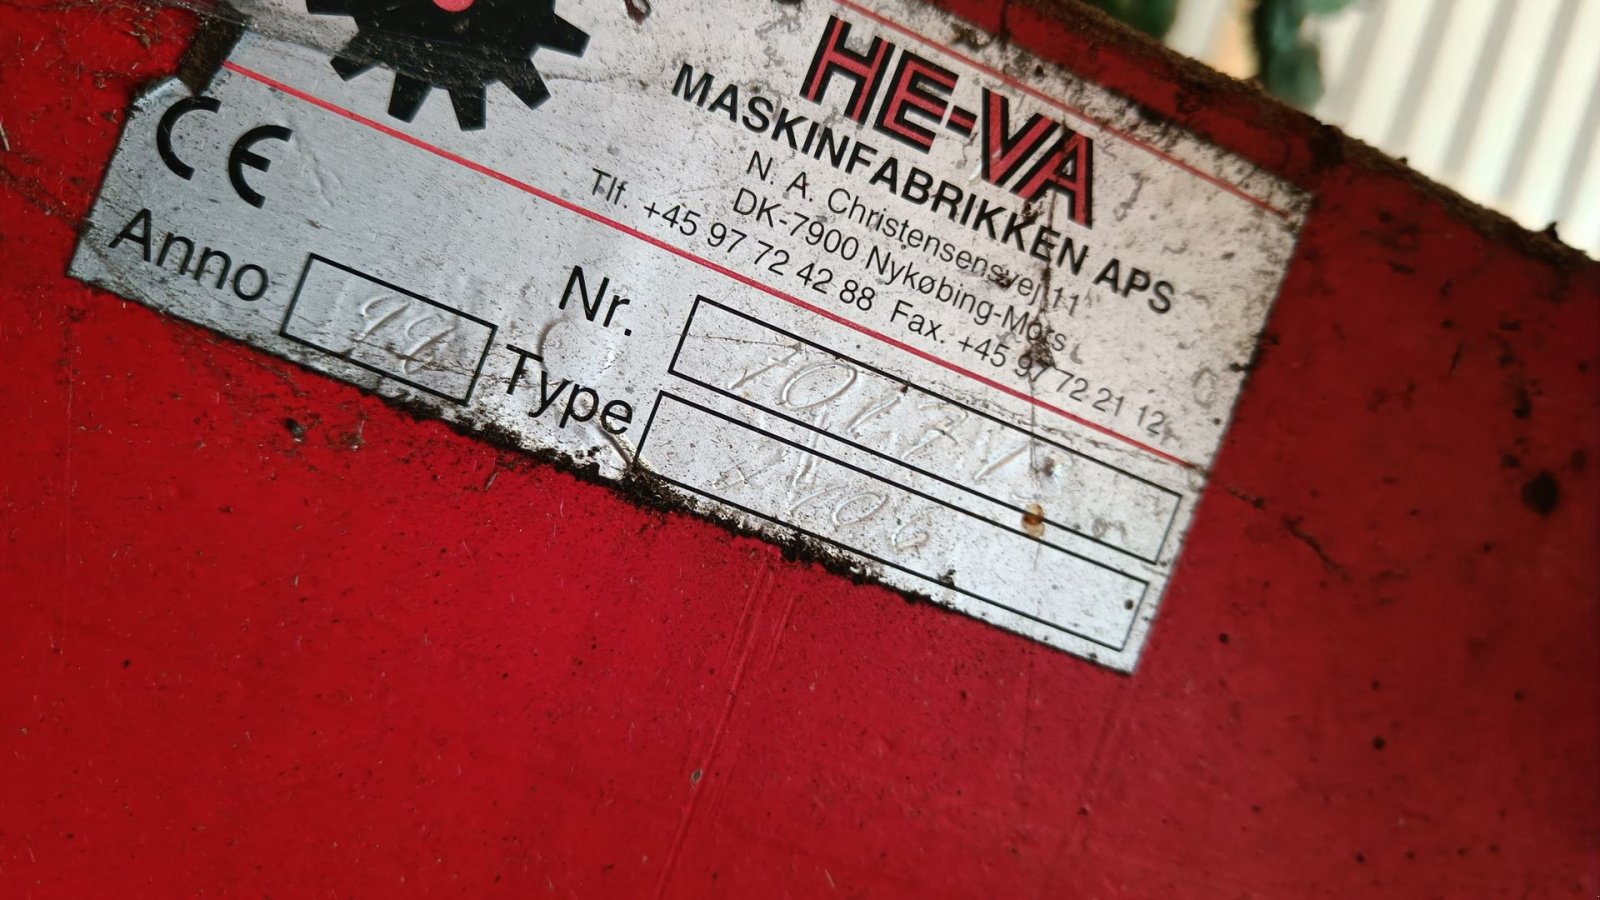 HE-VA
MASKINFABRIKKEN APS
N. A. Christensensvej 11
DK-7900 Nykøbing-Mors
Tlf. +45 97 72 42 88 Fax. +45 97 72 21 12
CE
Anno 99
Nr.
Type